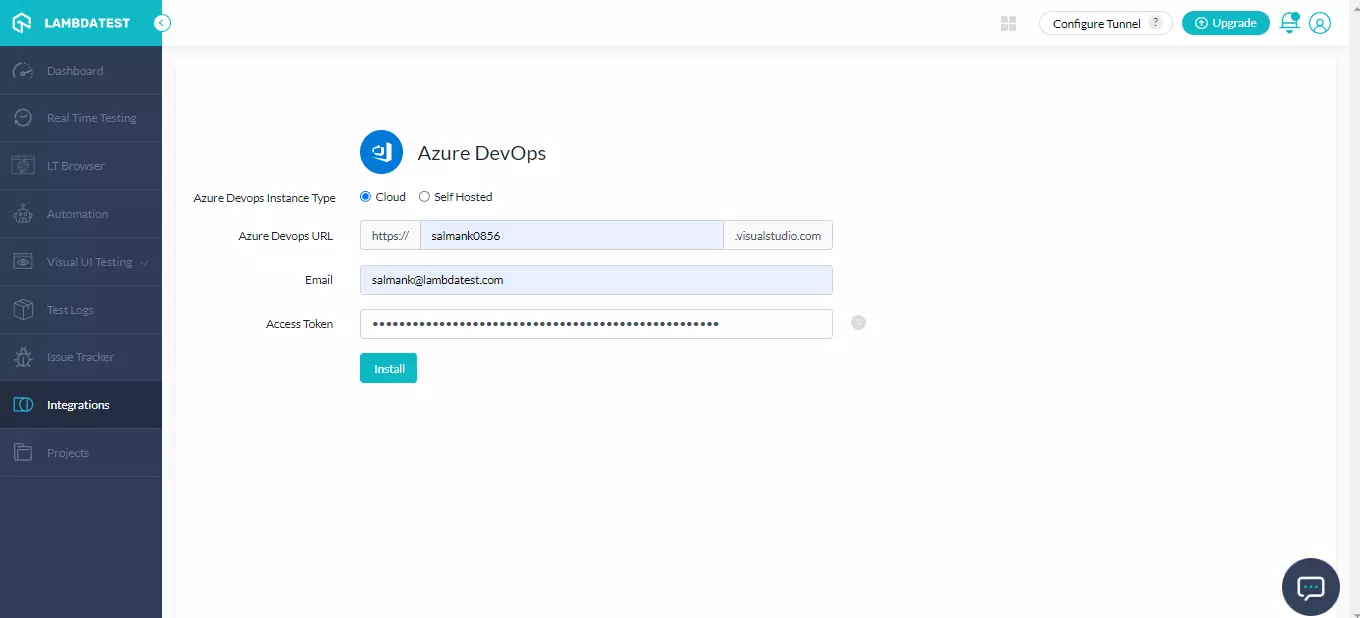 LAMBDATEST
Configure Tunnel ?
Upgrade
Dashboard
Real Time Testing
LT Browser
Automation
Visual UI Testing
Test Logs
Issue Tracker
Integrations
Projects
Azure DevOps
Azure Devops Instance Type Cloud Self Hosted
Azure Devops URL https:// salmank0856 .visualstudio.com
Email salmank@lambdatest.com
Access Token ?
Install